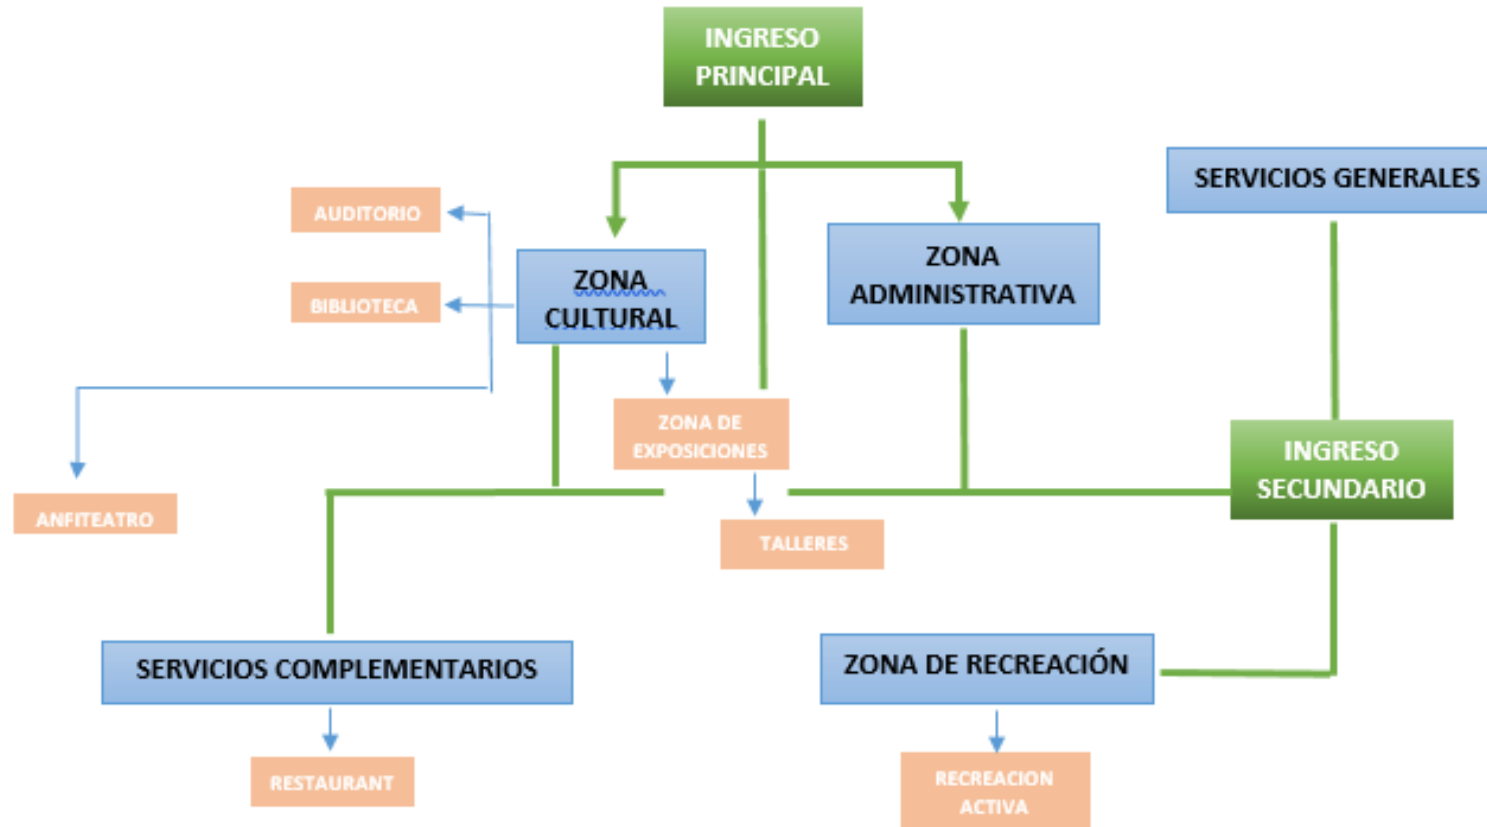 INGRESO
PRINCIPAL
SERVICIOS GENERALES
AUDITORIO
ZONA
ADMINISTRATIVA
ZONA
CULTURAL
BIBLIOTECA
ZONA DE
EXPOSICIONES
INGRESO
SECUNDARIO
ANFITEATRO
TALLERES
SERVICIOS COMPLEMENTARIOS
ZONA DE RECREACIÓN
RESTAURANT
RECREACION
ACTIVA